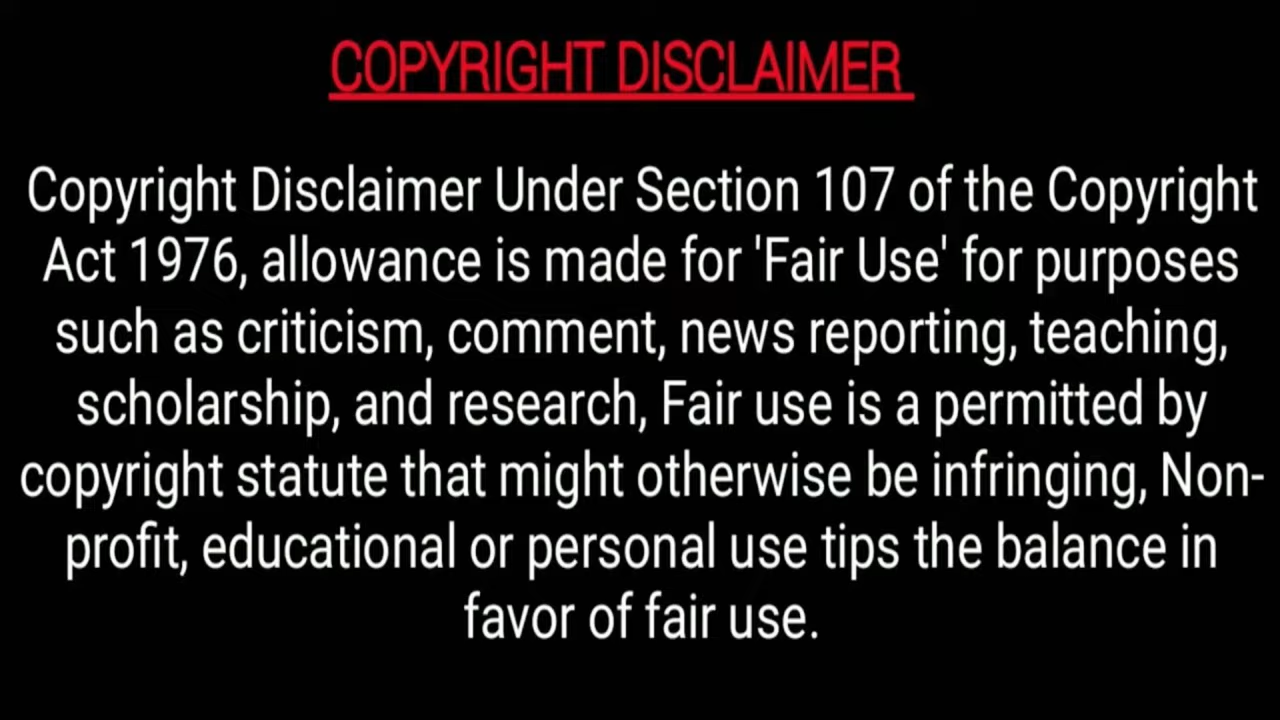 COPYRIGHT DISCLAIMER
Copyright Disclaimer Under Section 107 of the Copyright
Act 1976, allowance is made for 'Fair Use' for purposes
such as criticism, comment, news reporting, teaching,
scholarship, and research, Fair use is a permitted by
copyright statute that might otherwise be infringing, Non-
profit, educational or personal use tips the balance in
favor of fair use.